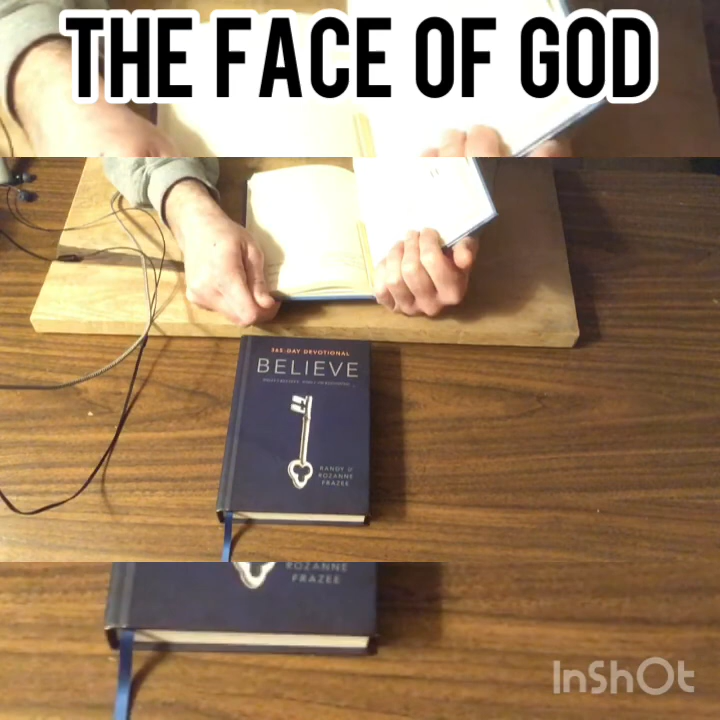 THE FACE OF GOD
365-DAY DEVOTIONAL
BELIEVE
RANDY &
ROZANNE
FRAZEE
ROZANNE
FRAZEE
InShOt